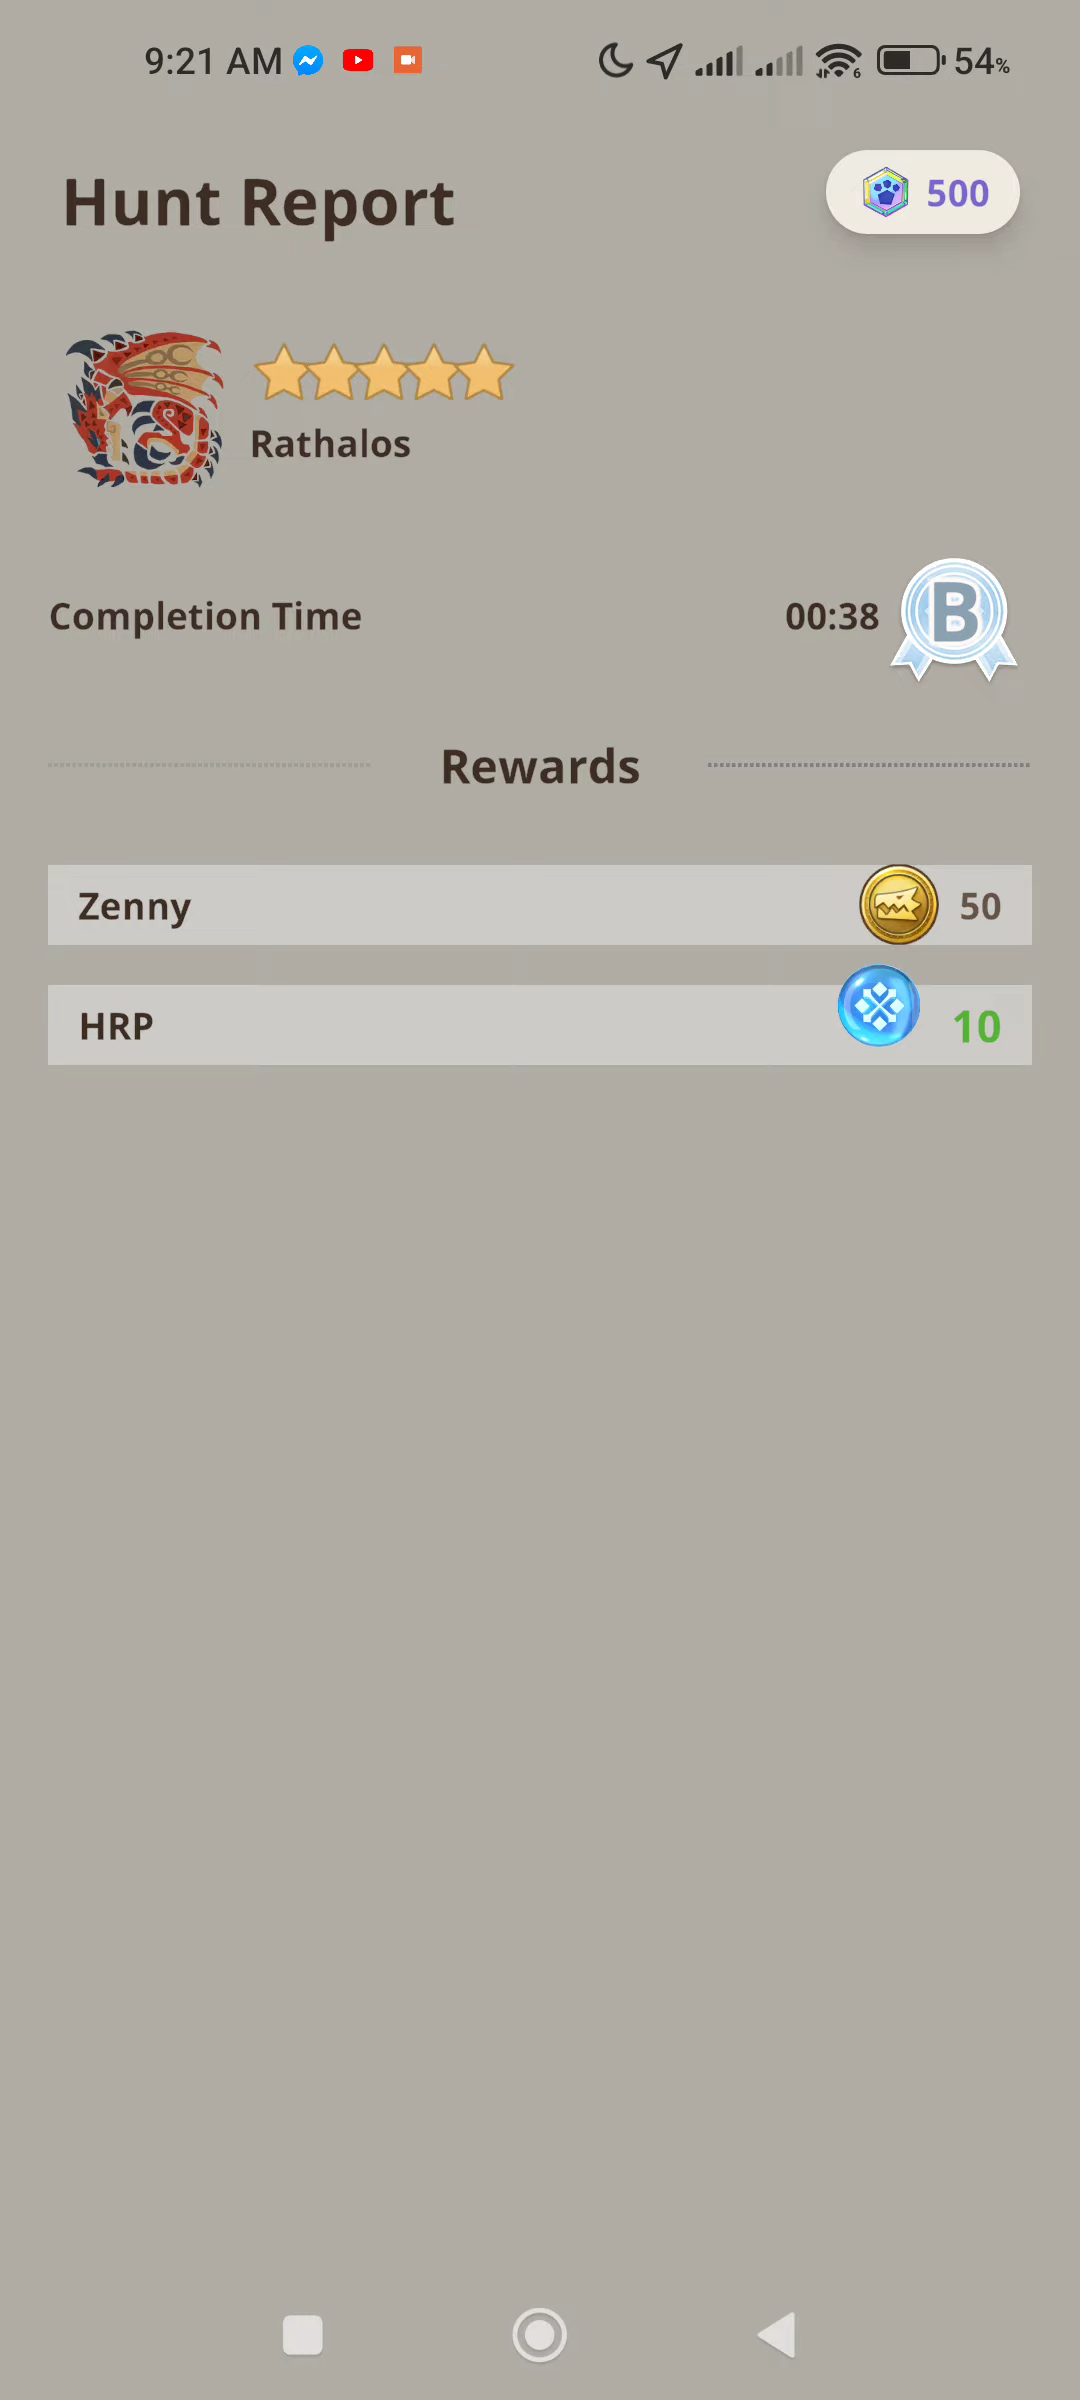 9:21 AM 54%
Hunt Report
500
Rathalos
Completion Time 00:38 B
Rewards
Zenny 50
HRP 10